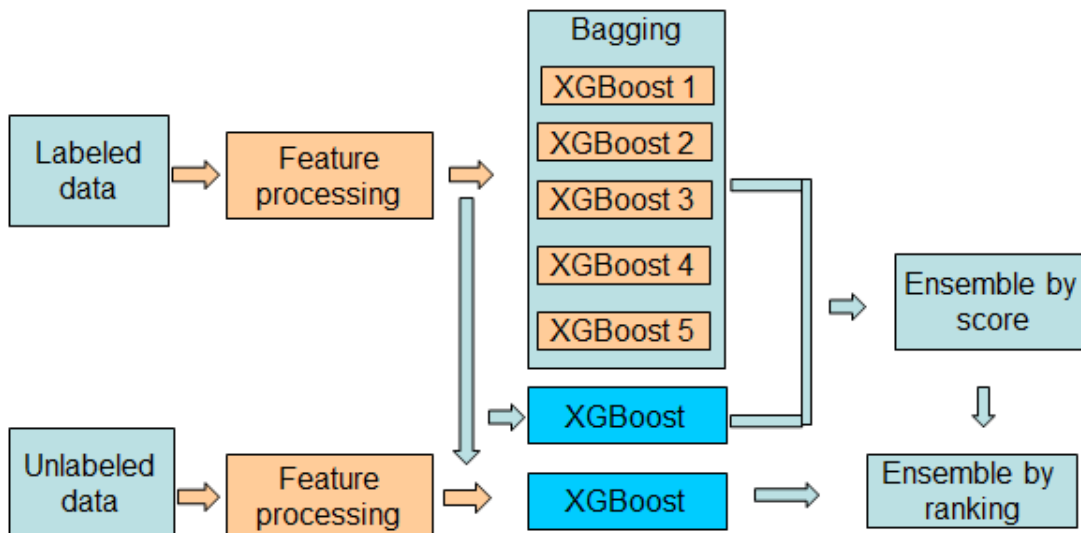 Bagging
XGBoost 1
XGBoost 2
XGBoost 3
XGBoost 4
XGBoost 5
Labeled
data
Feature
processing
Ensemble by
score
XGBoost
Unlabeled
data
Feature
processing
XGBoost
Ensemble by
ranking